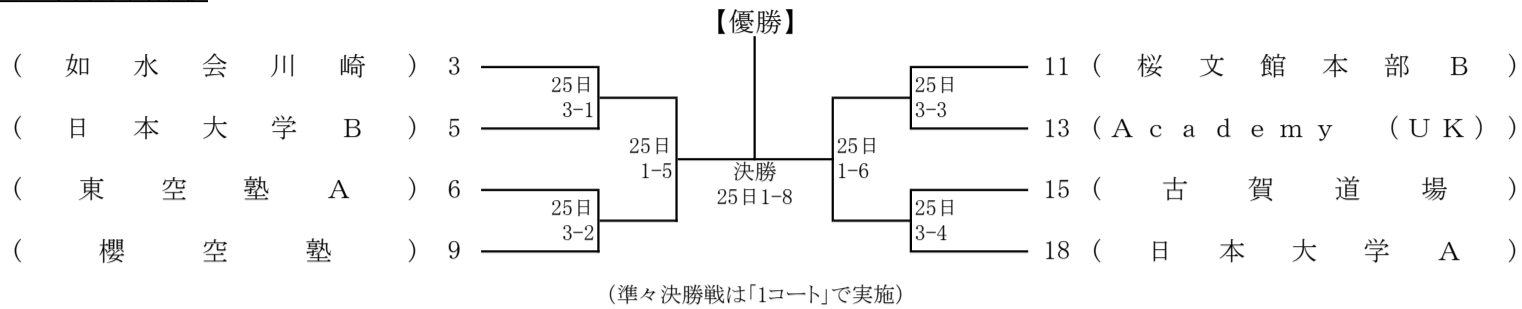 【優勝】
(如水会川崎) 3
25日
3-1
(日本大学B) 5
25日
1-5
(東空塾A) 6
25日
3-2
(櫻空塾) 9
決勝
25日1-8
11 (桜文館本部B)
25日
3-3
13 (Academy (UK))
25日
1-6
15 (古賀道場)
25日
3-4
18 (日本大学A)
(準々決勝戦は「1コート」で実施)